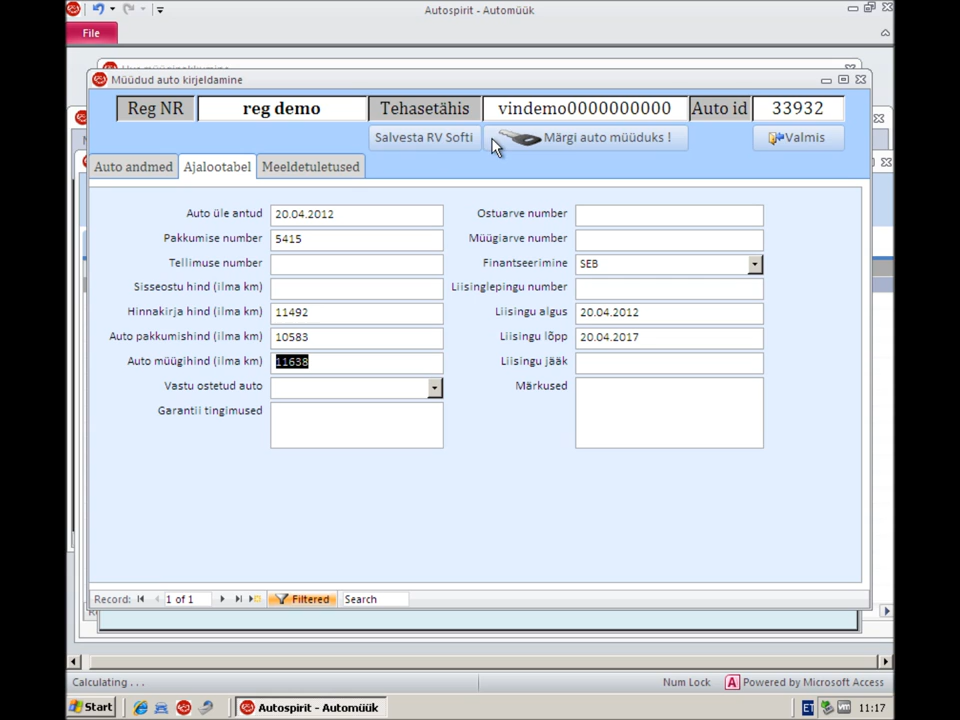 Autospirit - Automüük
File
Müüdud auto kirjeldamine
Reg NR reg demo Tehasetähis vindemo0000000000 Auto id 33932
Salvesta RV Softi Märgi auto müüduks ! Valmis
Auto andmed Ajalootabel Meeldetuletused
Auto üle antud 20.04.2012 Ostuarve number
Pakkumise number 5415 Müügiarve number
Tellimuse number Finantseerimine SEB
Sisseostu hind (ilma km) Liisinglepingu number
Hinnakirja hind (ilma km) 11492 Liisingu algus 20.04.2012
Auto pakkumishind (ilma km) 10583 Liisingu lõpp 20.04.2017
Auto müügihind (ilma km) 11638 Liisingu jääk
Vastu ostetud auto Märkused
Garantii tingimused
Record: 1 of 1 Filtered Search
Calculating . . . Num Lock A Powered by Microsoft Access
Start Autospirit - Automüük ET 11:17